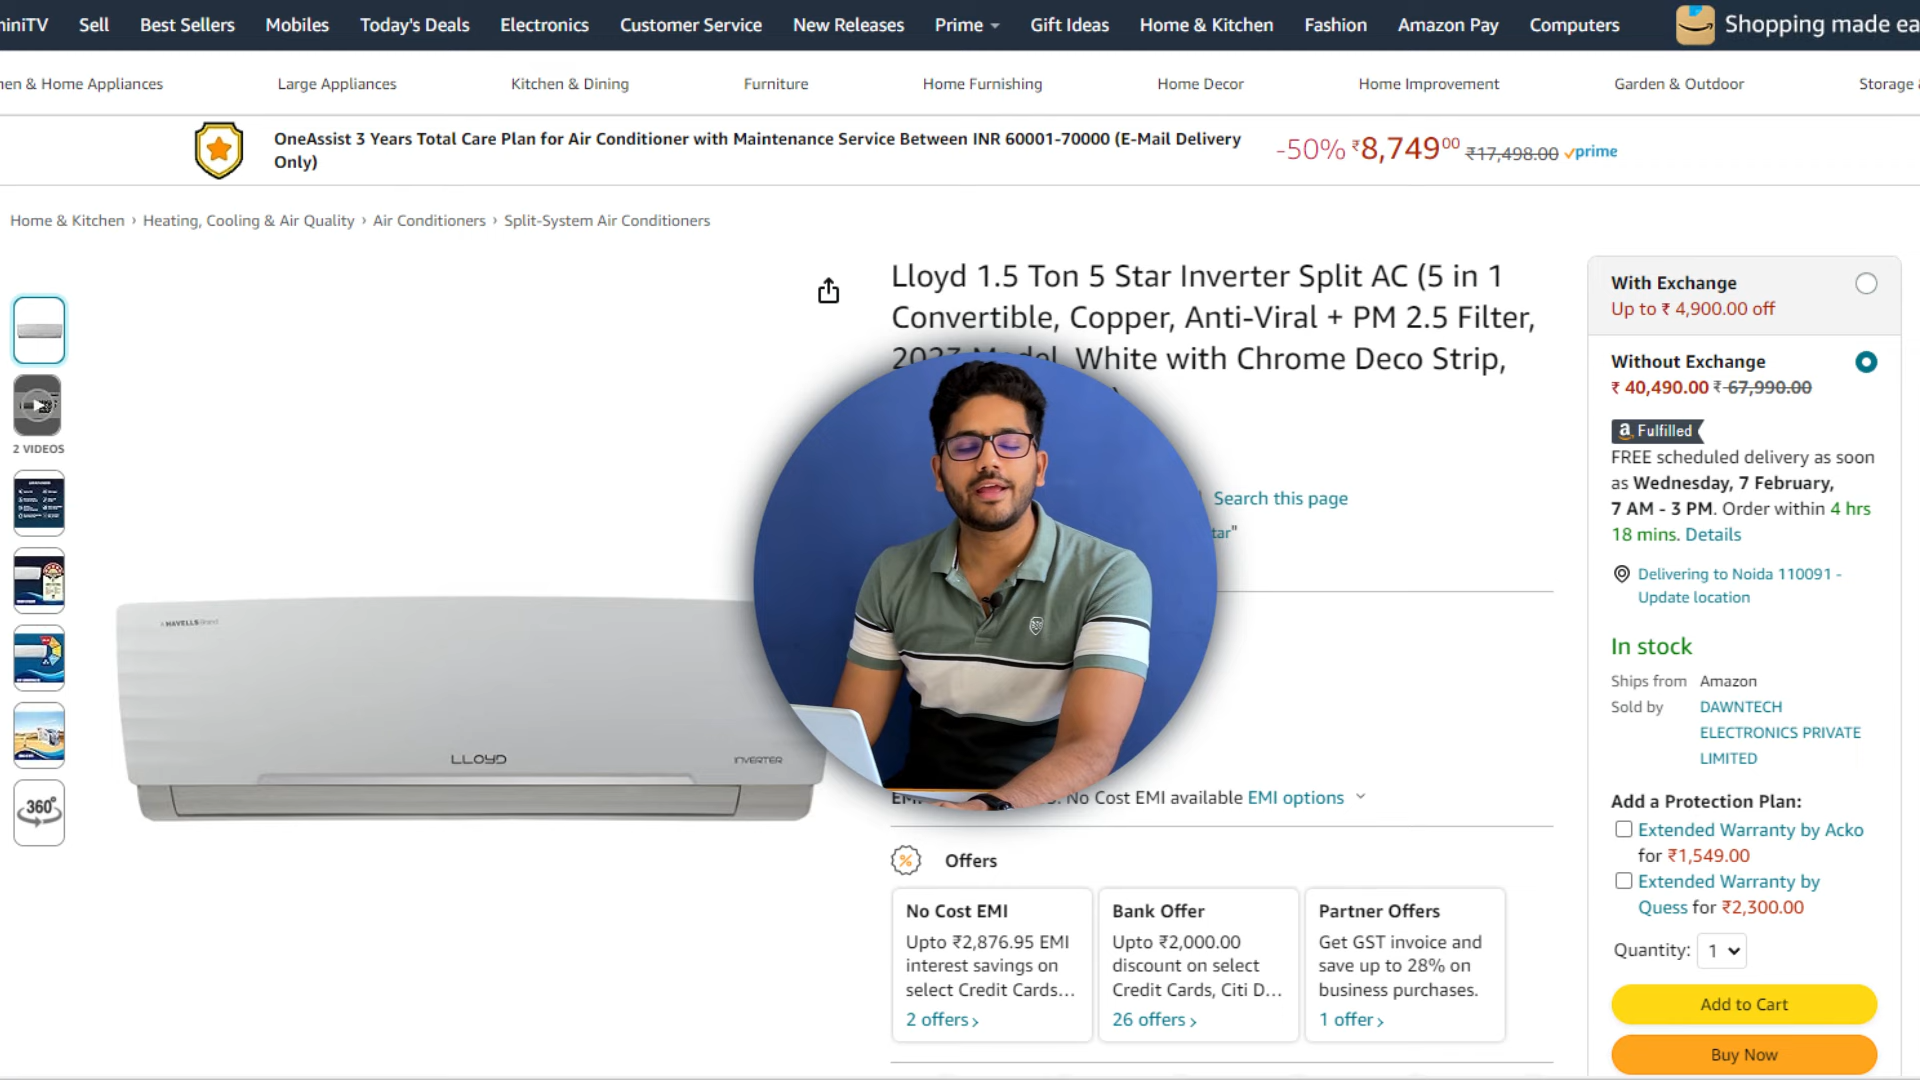 Sell Best Sellers Mobiles Today's Deals Electronics Customer Service New Releases Prime Gift Ideas Home & Kitchen Fashion Amazon Pay Computers Shopping made
& Home Appliances Large Appliances Kitchen & Dining Furniture Home Furnishing Home Decor Home Improvement Garden & Outdoor Storage
OneAssist 3 Years Total Care Plan for Air Conditioner with Maintenance Service Between INR 60001-70000 (E-Mail Delivery
Only)
-50% ₹8,749⁰⁰ ₹17,498.00 prime
Home & Kitchen › Heating, Cooling & Air Quality › Air Conditioners › Split-System Air Conditioners
2 VIDEOS
360°
A HAVELLS Brand
LLOYD
INVERTER
Lloyd 1.5 Ton 5 Star Inverter Split AC (5 in 1
Convertible, Copper, Anti-Viral + PM 2.5 Filter,
2023 Model, White with Chrome Deco Strip,
Search this page
No Cost EMI available EMI options
Offers
No Cost EMI
Upto ₹2,876.95 EMI
interest savings on
select Credit Cards…
2 offers ›
Bank Offer
Upto ₹2,000.00
discount on select
Credit Cards, Citi D…
26 offers ›
Partner Offers
Get GST invoice and
save up to 28% on
business purchases.
1 offer ›
With Exchange
Up to ₹ 4,900.00 off
Without Exchange
₹ 40,490.00 ₹ 67,990.00
a Fulfilled
FREE scheduled delivery as soon
as Wednesday, 7 February,
7 AM - 3 PM. Order within 4 hrs
18 mins. Details
Delivering to Noida 110091 -
Update location
In stock
Ships from Amazon
Sold by DAWNTECH
ELECTRONICS PRIVATE
LIMITED
Add a Protection Plan:
Extended Warranty by Acko
for ₹1,549.00
Extended Warranty by
Quess for ₹2,300.00
Quantity: 1
Add to Cart
Buy Now